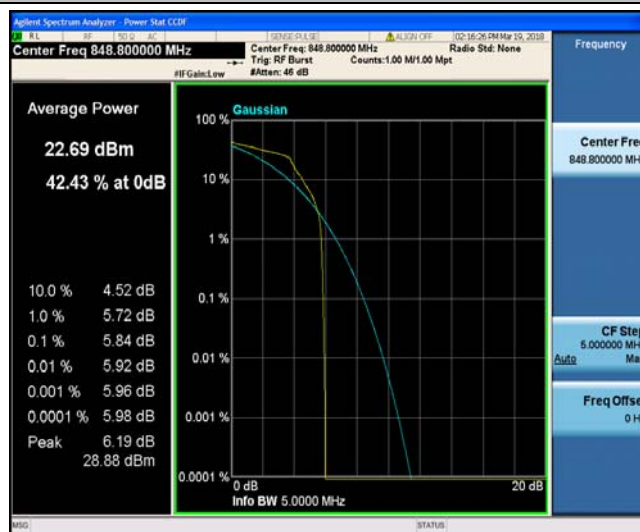 Agilent Spectrum Analyzer - Power Stat CCDF
RL RF 50 Ω AC SENSE:PULSE ALIGN OFF 02:16:26 PM Mar 19, 2018
Center Freq 848.800000 MHz
Center Freq: 848.800000 MHz Radio Std: None
Trig: RF Burst Counts:1.00 M/1.00 Mpt
#IFGain:Low #Atten: 46 dB
Frequency
Average Power
22.69 dBm
42.43 % at 0dB
10.0 % 4.52 dB
1.0 % 5.72 dB
0.1 % 5.84 dB
0.01 % 5.92 dB
0.001 % 5.96 dB
0.0001 % 5.98 dB
Peak 6.19 dB
28.88 dBm
Gaussian
100 %
10 %
1 %
0.1 %
0.01 %
0.001 %
0.0001 %
0 dB 20 dB
Info BW 5.0000 MHz
Center Fre
848.800000 MH
CF Ste
5.000000 MH
Auto Ma
Freq Offse
0 H
MSG STATUS